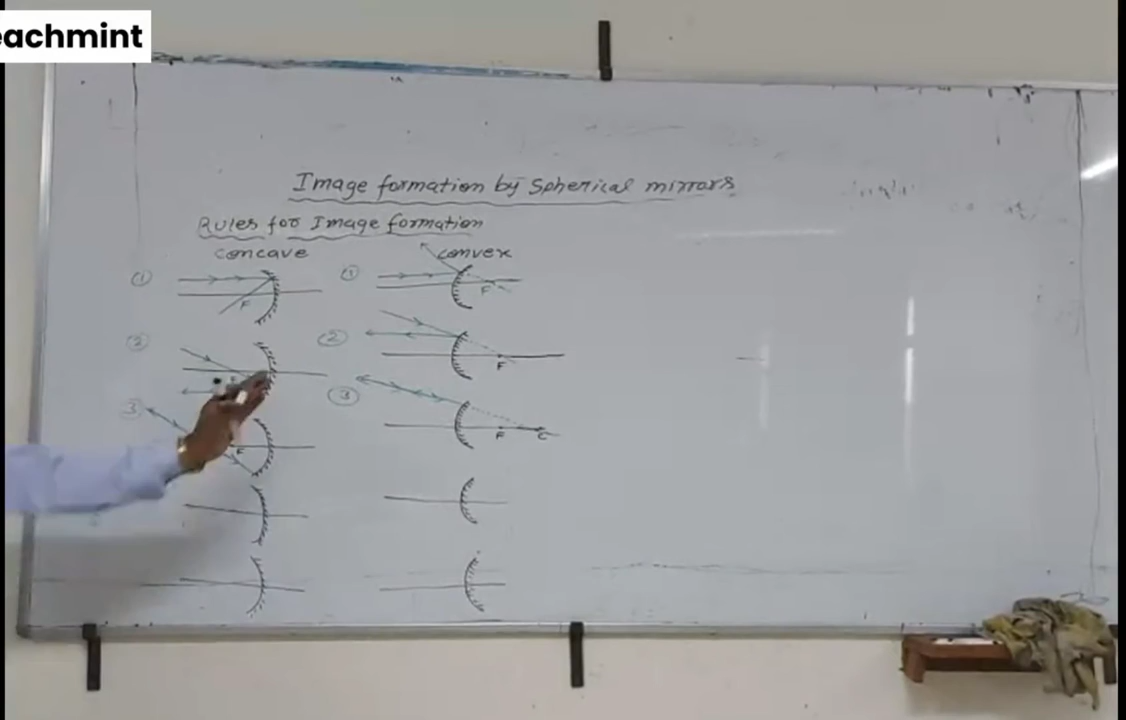 eachmint
Image formation by Spherical mirrors
Rules for Image formation
concave
convex
① 
①
F
F
②
②
F
③
③
F
F C